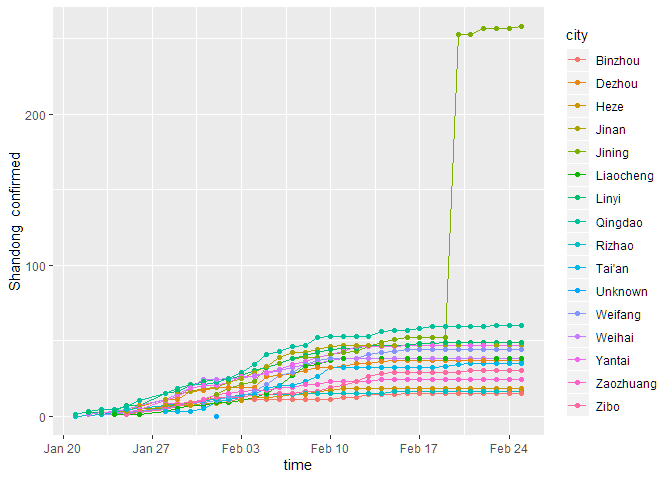 city
Binzhou
Dezhou
Heze
Jinan
Jining
Liaocheng
Linyi
Qingdao
Rizhao
Tai'an
Unknown
Weifang
Weihai
Yantai
Zaozhuang
Zibo
Shandong confirmed
200
100
0
Jan 20 Jan 27 Feb 03 Feb 10 Feb 17 Feb 24
time